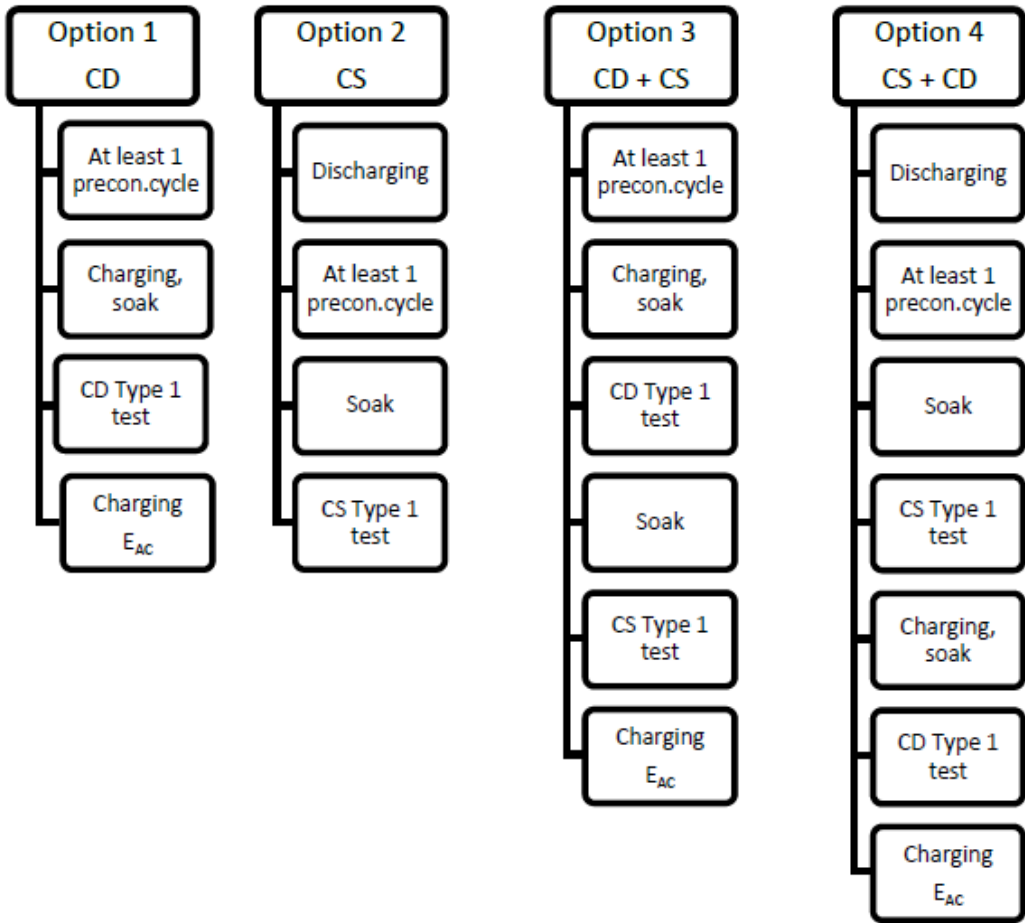 Option 1
CD
At least 1
precon.cycle
Charging,
soak
CD Type 1
test
Charging
EAC
Option 2
CS
Discharging
At least 1
precon.cycle
Soak
CS Type 1
test
Option 3
CD + CS
At least 1
precon.cycle
Charging,
soak
CD Type 1
test
Soak
CS Type 1
test
Charging
EAC
Option 4
CS + CD
Discharging
At least 1
precon.cycle
Soak
CS Type 1
test
Charging,
soak
CD Type 1
test
Charging
EAC